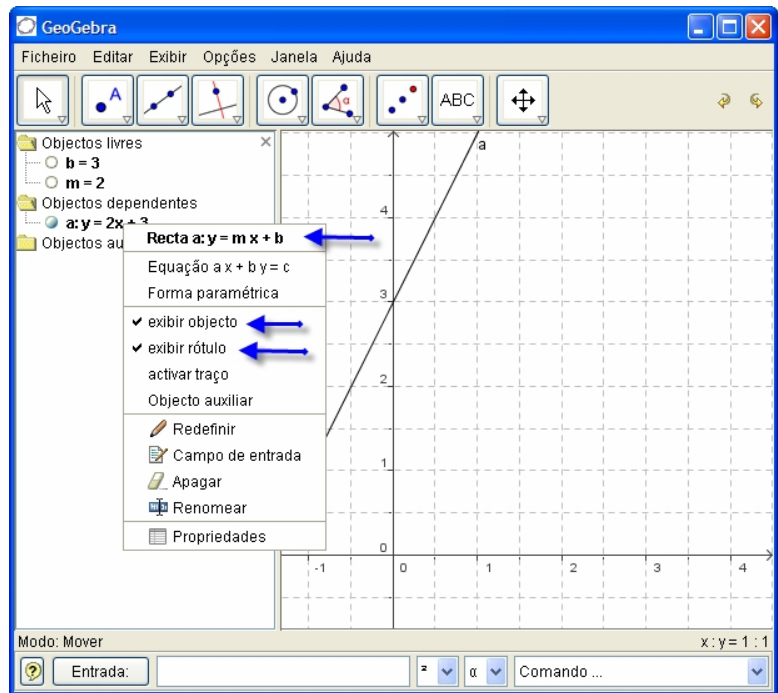 GeoGebra
Ficheiro Editar Exibir Opções Janela Ajuda
A
α
ABC
Objectos livres
b = 3
m = 2
Objectos dependentes
a: y = 2x + 3
Objectos au
Recta a: y = m x + b
Equação a x + b y = c
Forma paramétrica
exibir objecto
exibir rótulo
activar traço
Objecto auxiliar
Redefinir
Campo de entrada
Apagar
Renomear
Propriedades
a
4
3
2
1
0
-1 0 1 2 3 4
Modo: Mover
x : y = 1 : 1
Entrada:
²
α
Comando ...